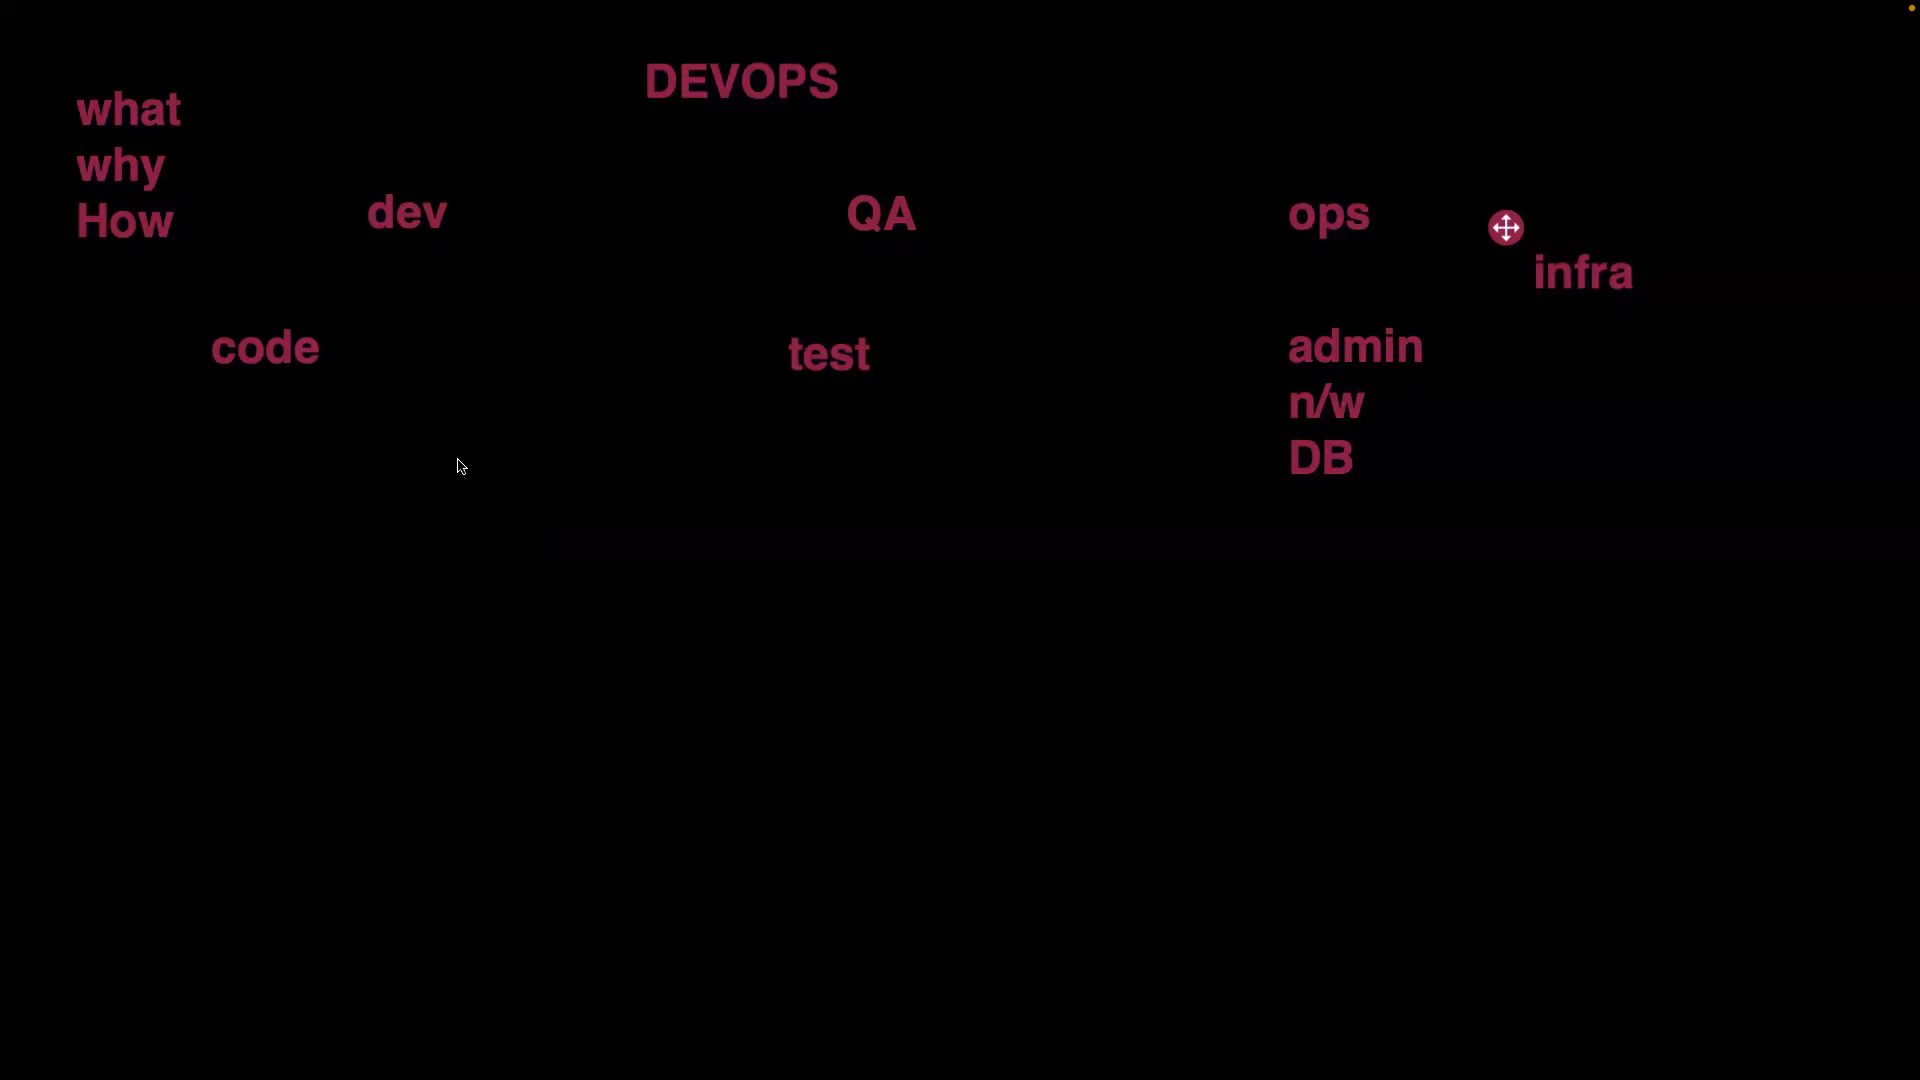 DEVOPS
what
why
How
dev
QA
ops
infra
code
test
admin
n/w
DB